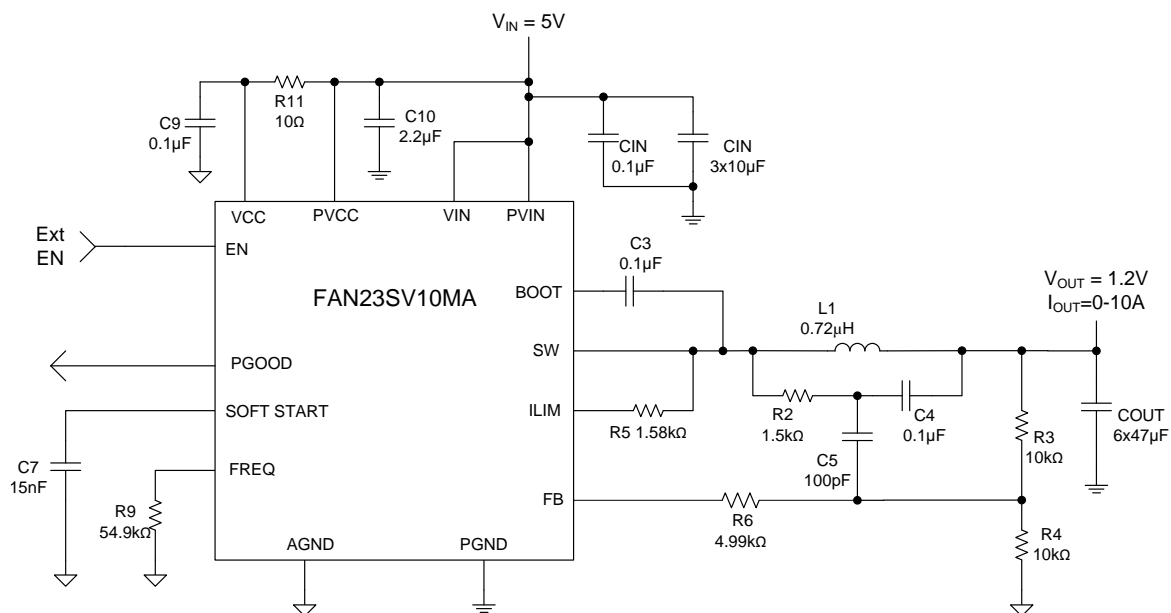 V_IN = 5V
R11
10Ω
C9
0.1µF
C10
2.2µF
CIN
0.1µF
CIN
3x10µF
VCC
PVCC
VIN
PVIN
Ext
EN
EN
FAN23SV10MA
BOOT
C3
0.1µF
V_OUT = 1.2V
I_OUT=0-10A
L1
0.72µH
SW
PGOOD
SOFT START
ILIM
R5 1.58kΩ
R2
1.5kΩ
C4
0.1µF
R3
10kΩ
COUT
6x47µF
C7
15nF
FREQ
C5
100pF
R9
54.9kΩ
FB
R6
4.99kΩ
R4
10kΩ
AGND
PGND